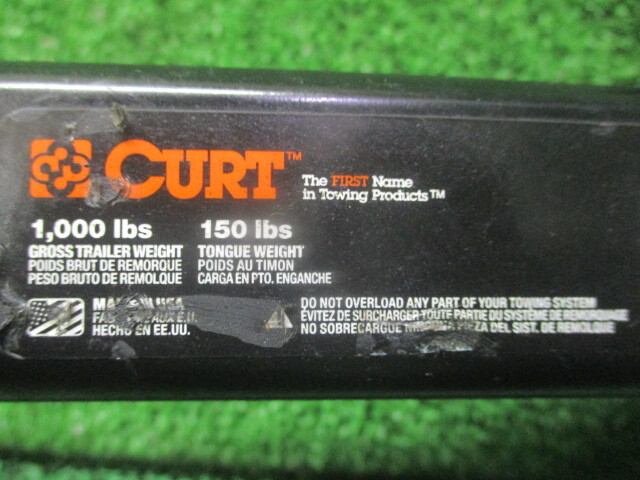 CURT™
The FIRST Name
in Towing Products™
1,000 lbs 150 lbs
GROSS TRAILER WEIGHT TONGUE WEIGHT
POIDS BRUT DE REMORQUE POIDS AU TIMON
PESO BRUTO DE REMOLQUE CARGA EN PTO. ENGANCHE
USA
E.U.
HECHO EN EE.UU.
DO NOT OVERLOAD ANY PART OF YOUR TOWING SYSTEM
ÉVITEZ DE SURCHARGER TOUTE PARTIE DU SYSTÈME DE REMORQUAGE
NO SOBRECARGUE DEL SIST. DE REMOLQUE